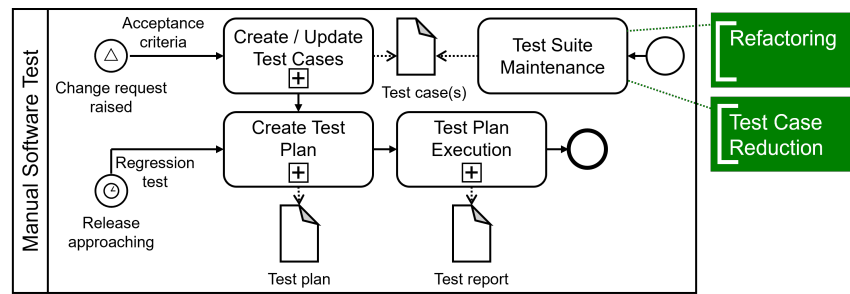 Manual Software Test
Acceptance
criteria
Change request
raised
Create / Update
Test Cases
Test case(s)
Test Suite
Maintenance
Refactoring
Test Case
Reduction
Regression
test
Release
approaching
Create Test
Plan
Test Plan
Execution
Test plan
Test report